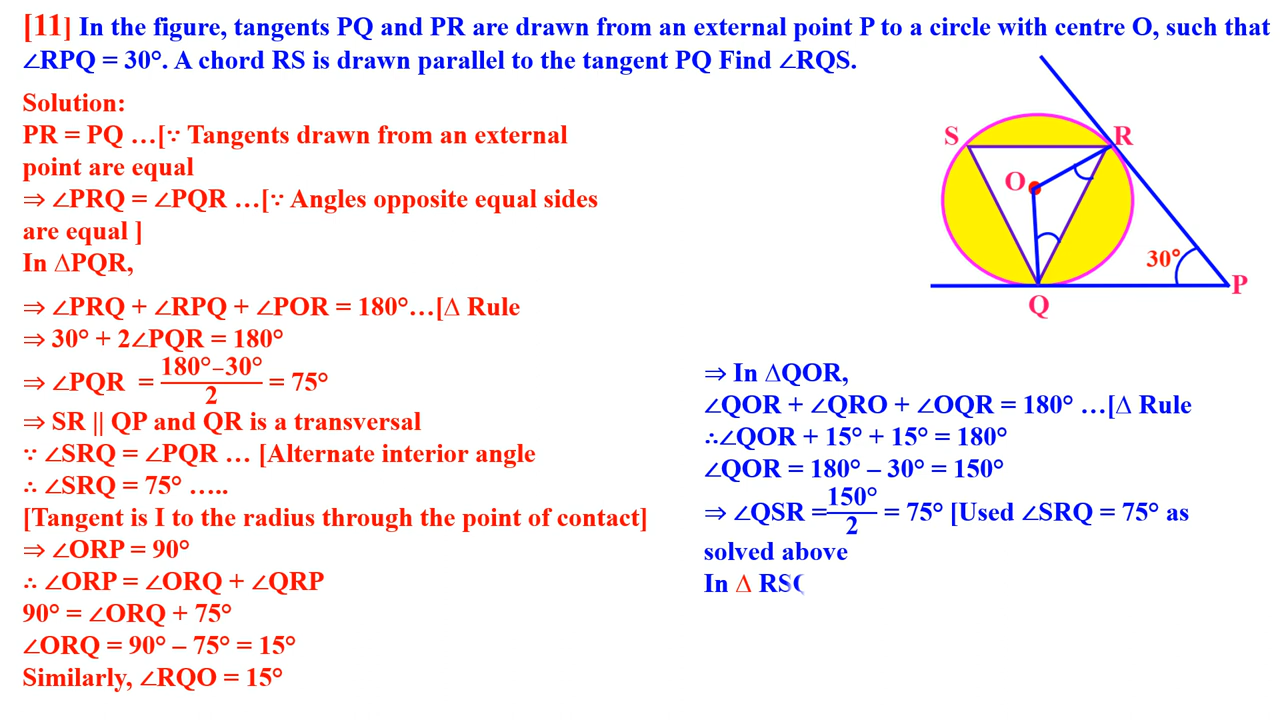 [11] In the figure, tangents PQ and PR are drawn from an external point P to a circle with centre O, such that
∠RPQ = 30°. A chord RS is drawn parallel to the tangent PQ Find ∠RQS.
Solution:
PR = PQ …[∵ Tangents drawn from an external
point are equal
⇒ ∠PRQ = ∠PQR …[∵ Angles opposite equal sides
are equal ]
In ΔPQR,
⇒ ∠PRQ + ∠RPQ + ∠POR = 180°…[Δ Rule
⇒ 30° + 2∠PQR = 180°
⇒ ∠PQR = (180°−30°)/2 = 75°
⇒ SR || QP and QR is a transversal
∵ ∠SRQ = ∠PQR … [Alternate interior angle
∴ ∠SRQ = 75° …..
[Tangent is I to the radius through the point of contact]
⇒ ∠ORP = 90°
∴ ∠ORP = ∠ORQ + ∠QRP
90° = ∠ORQ + 75°
∠ORQ = 90° – 75° = 15°
Similarly, ∠RQO = 15°
⇒ In ΔQOR,
∠QOR + ∠QRO + ∠OQR = 180° …[Δ Rule
∴∠QOR + 15° + 15° = 180°
∠QOR = 180° – 30° = 150°
⇒ ∠QSR =150°/2 = 75° [Used ∠SRQ = 75° as
solved above
In Δ
S
R
O
30°
P
Q